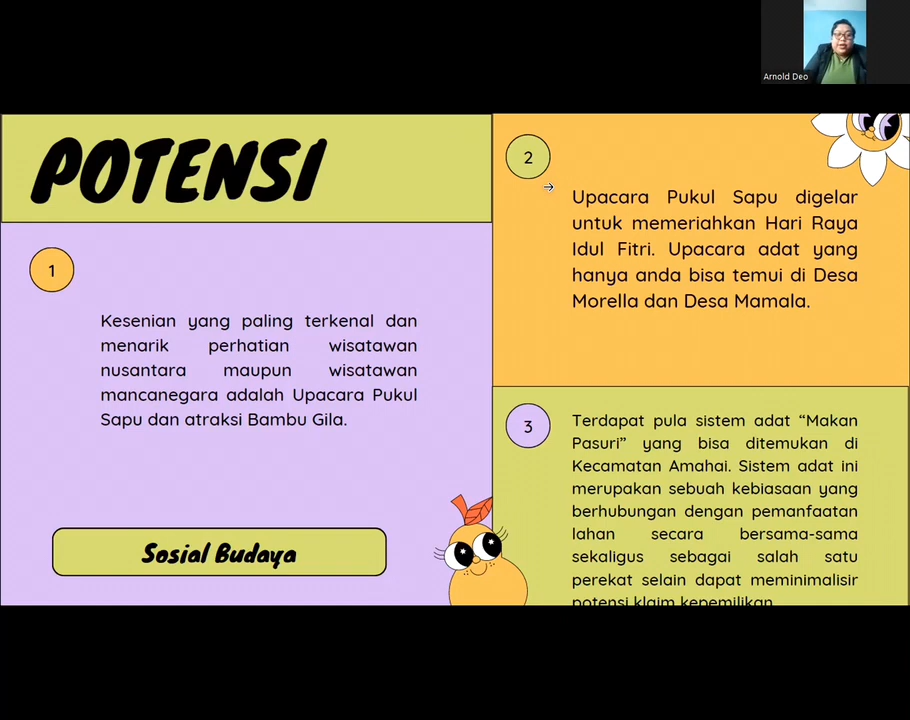 Arnold Deo
POTENSI
1
Kesenian yang paling terkenal dan
menarik perhatian wisatawan
nusantara maupun wisatawan
mancanegara adalah Upacara Pukul
Sapu dan atraksi Bambu Gila.
Sosial Budaya
2
Upacara Pukul Sapu digelar
untuk memeriahkan Hari Raya
Idul Fitri. Upacara adat yang
hanya anda bisa temui di Desa
Morella dan Desa Mamala.
3
Terdapat pula sistem adat “Makan
Pasuri” yang bisa ditemukan di
Kecamatan Amahai. Sistem adat ini
merupakan sebuah kebiasaan yang
berhubungan dengan pemanfaatan
lahan secara bersama-sama
sekaligus sebagai salah satu
perekat selain dapat meminimalisir
potensi klaim kepemilikan